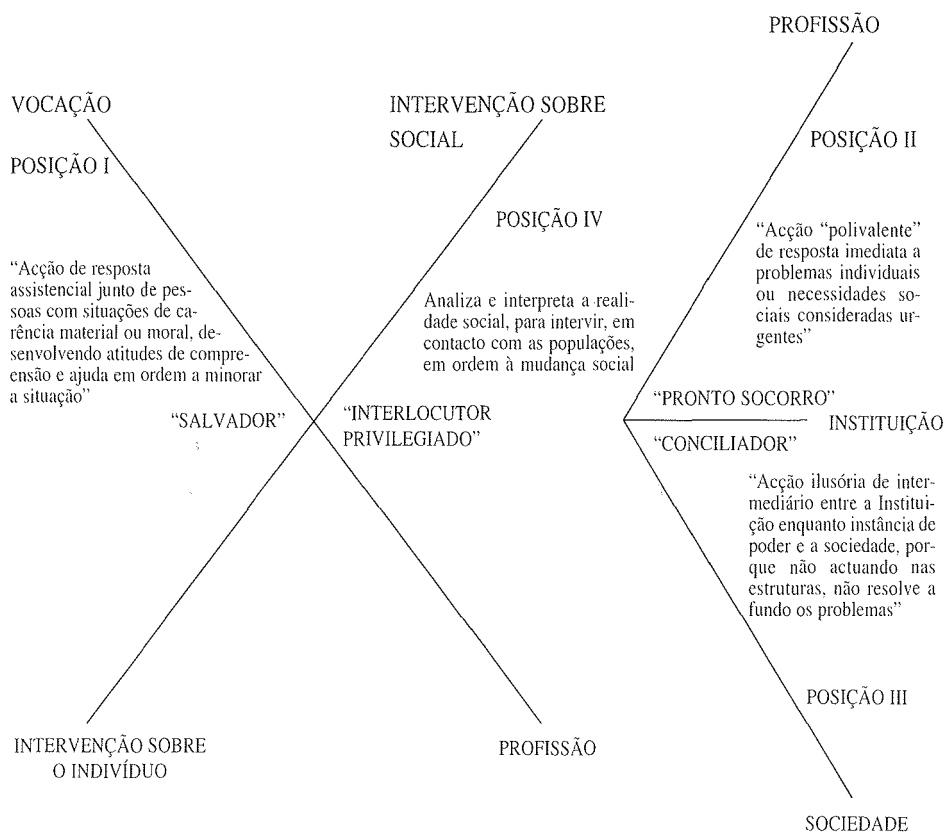 PROFISSÃO
VOCAÇÃO
INTERVENÇÃO SOBRE
SOCIAL
POSIÇÃO I
POSIÇÃO II
POSIÇÃO IV
"Acção de resposta
assistencial junto de pes-
soas com situações de ca-
rência material ou moral, de-
senvolvendo atitudes de compre-
ensão e ajuda em ordem a minorar
a situação"
Analiza e interpreta a reali-
dade social, para intervir, em
contacto com as populações,
em ordem à mudança social
"Acção "polivalente"
de resposta imediata a
problemas individuais
ou necessidades so-
ciais consideradas ur-
gentes"
"SALVADOR"
"INTERLOCUTOR
PRIVILEGIADO"
"PRONTO SOCORRO"
INSTITUIÇÃO
"CONCILIADOR"
"Acção ilusória de inter-
mediário entre a Institui-
ção enquanto instância de
poder e a sociedade, por-
que não actuando nas
estruturas, não resolve a
fundo os problemas"
POSIÇÃO III
INTERVENÇÃO SOBRE
O INDIVÍDUO
PROFISSÃO
SOCIEDADE